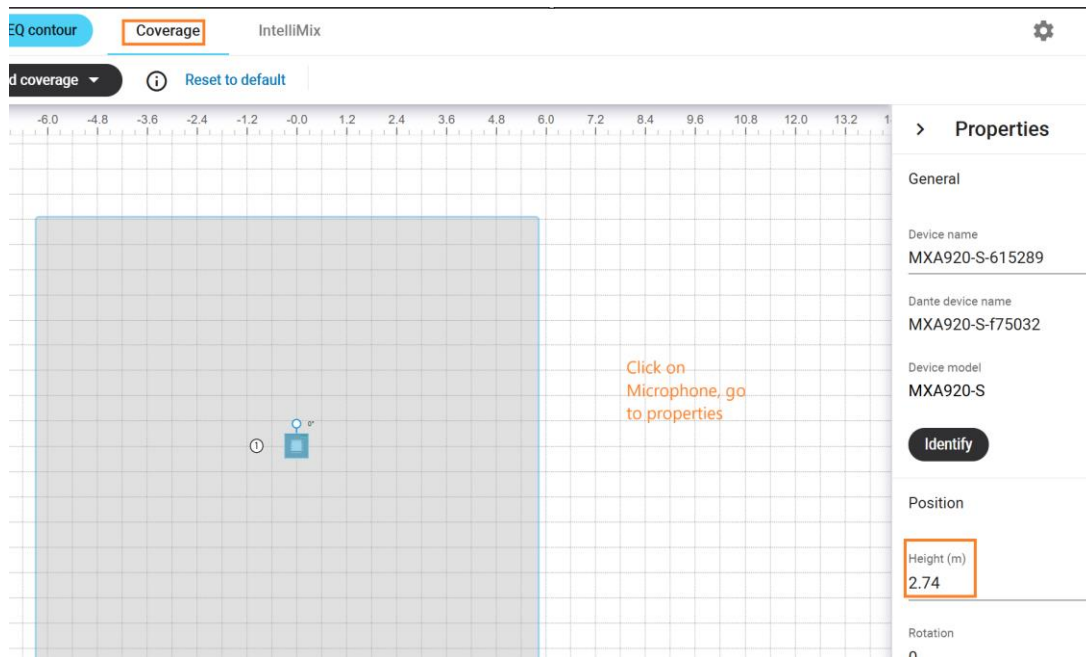 EQ contour Coverage IntelliMix
d coverage Reset to default
-6.0 -4.8 -3.6 -2.4 -1.2 -0.0 1.2 2.4 3.6 4.8 6.0 7.2 8.4 9.6 10.8 12.0 13.2
Properties
General
Device name
MXA920-S-615289
Dante device name
MXA920-S-f75032
Click on
Microphone, go
to properties
Device model
MXA920-S
0°
1
Identify
Position
Height (m)
2.74
Rotation